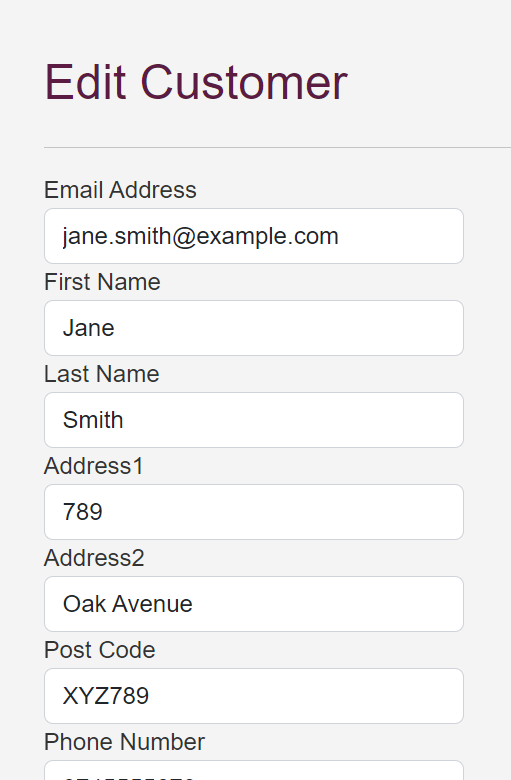 Edit Customer
Email Address
jane.smith@example.com
First Name
Jane
Last Name
Smith
Address1
789
Address2
Oak Avenue
Post Code
XYZ789
Phone Number